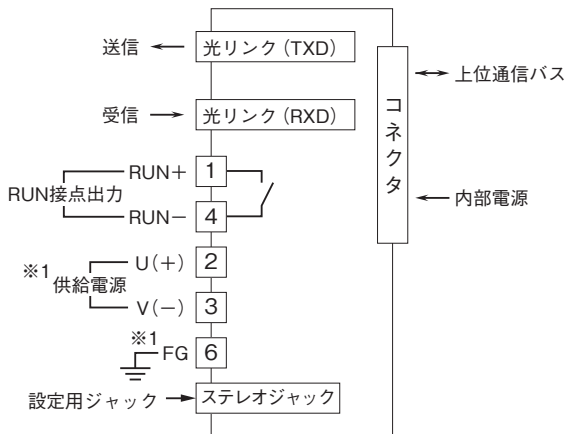 送信
光リンク（TXD）
上位通信バス
受信
光リンク（RXD）
コネクタ
RUN＋
1
RUN接点出力
RUN－
4
内部電源
U（＋）
2
※1
供給電源
V（－）
3
※1
FG
6
設定用ジャック
ステレオジャック